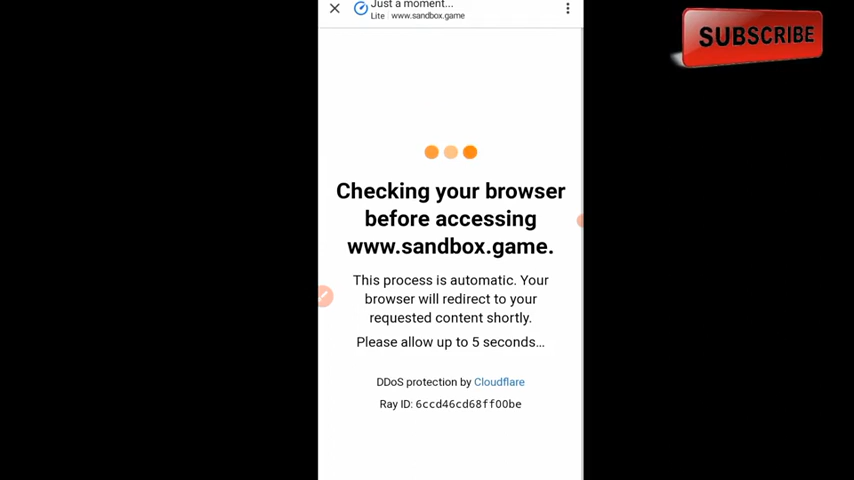 Just a moment...
Lite | www.sandbox.game
SUBSCRIBE
Checking your browser
before accessing
www.sandbox.game.
This process is automatic. Your
browser will redirect to your
requested content shortly.
Please allow up to 5 seconds...
DDoS protection by Cloudflare
Ray ID: 6ccd46cd68ff00be